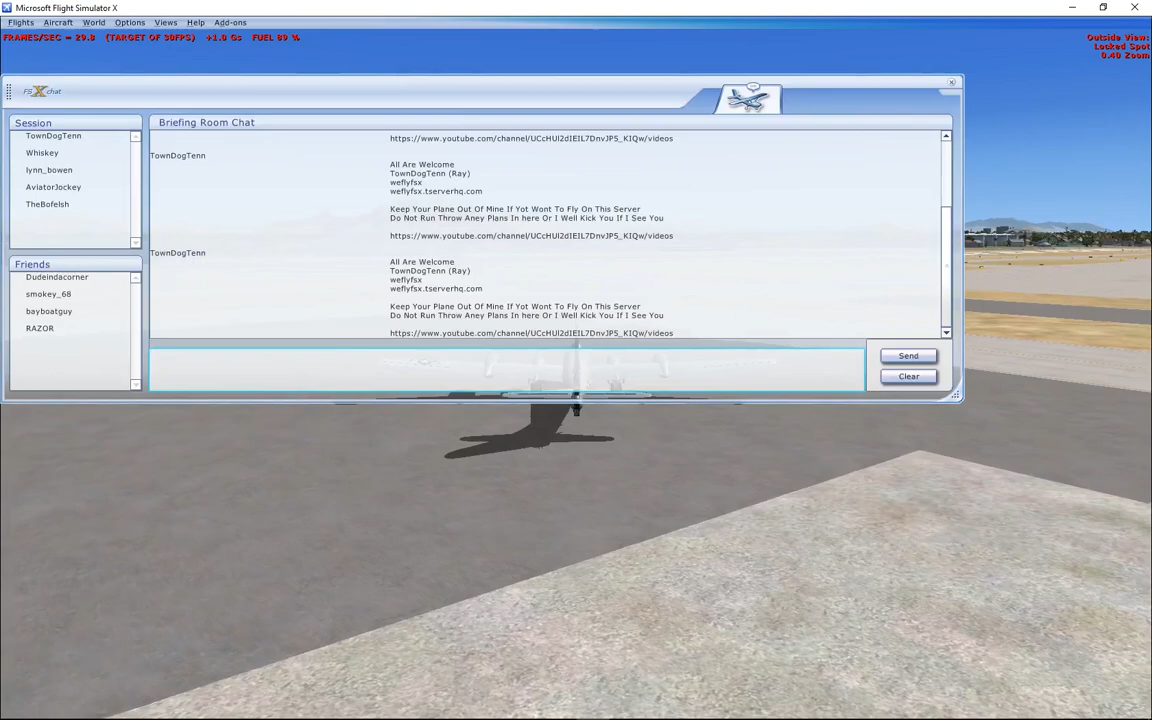 Microsoft Flight Simulator X
Flights Aircraft World Options Views Help Add-ons
FRAMES/SEC = 29.8 (TARGET OF 30FPS) +1.0 Gs FUEL 89 %
Outside View:
Locked Spot
0.40 Zoom
FSXchat
Session
TownDogTenn
Whiskey
lynn_bowen
AviatorJockey
TheBofelsh
Friends
Dudeindacorner
smokey_68
bayboatguy
RAZOR
Briefing Room Chat
https://www.youtube.com/channel/UCcHUl2dIEIL7DnvJPS_KIQw/videos
TownDogTenn
All Are Welcome
TownDogTenn (Ray)
weflyfsx
weflyfsx.tserverhq.com
Keep Your Plane Out Of Mine If Yot Wont To Fly On This Server
Do Not Run Throw Aney Plans In here Or I Well Kick You If I See You
https://www.youtube.com/channel/UCcHUl2dIEIL7DnvJPS_KIQw/videos
TownDogTenn
All Are Welcome
TownDogTenn (Ray)
weflyfsx
weflyfsx.tserverhq.com
Keep Your Plane Out Of Mine If Yot Wont To Fly On This Server
Do Not Run Throw Aney Plans In here Or I Well Kick You If I See You
https://www.youtube.com/channel/UCcHUl2dIEIL7DnvJPS_KIQw/videos
Send
Clear